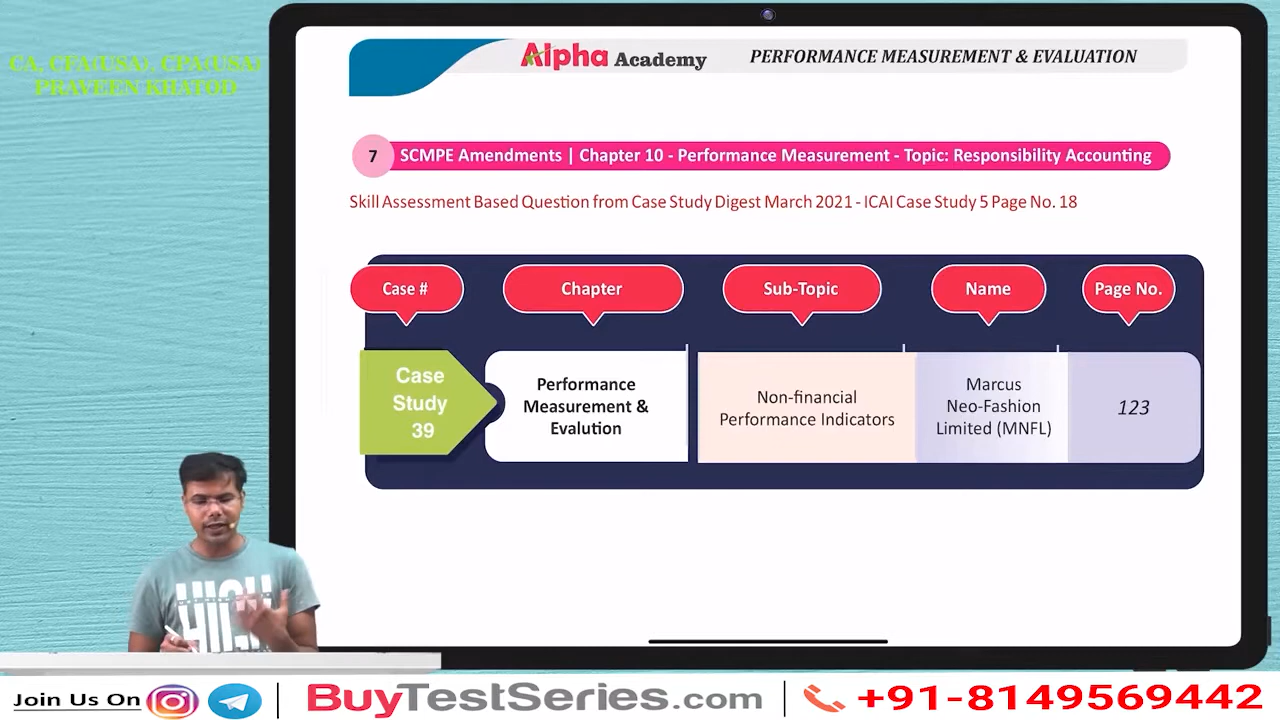 CA, CFA(USA), CPA(USA)
PRAVEEN KHATOD
Alpha Academy
PERFORMANCE MEASUREMENT & EVALUATION
7
SCMPE Amendments | Chapter 10 - Performance Measurement - Topic: Responsibility Accounting
Skill Assessment Based Question from Case Study Digest March 2021 - ICAI Case Study 5 Page No. 18
Case #
Chapter
Sub-Topic
Name
Page No.
Case
Study
39
Performance
Measurement &
Evalution
Non-financial
Performance Indicators
Marcus
Neo-Fashion
Limited (MNFL)
123
HIGH
Join Us On
BuyTestSeries.com
+91-8149569442